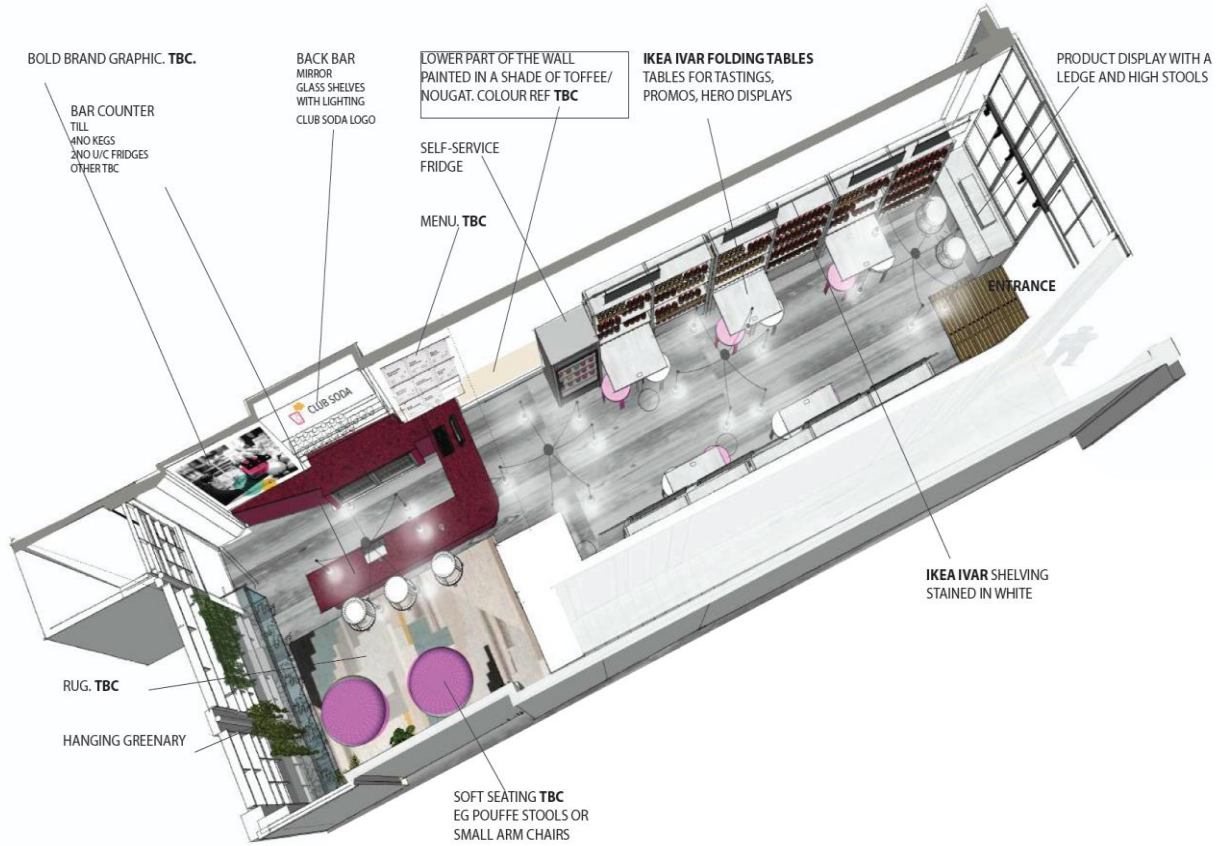 BOLD BRAND GRAPHIC. TBC.
BAR COUNTER
TILL
4NO KEGS
2NO U/C FRIDGES
OTHER TBC
BACK BAR
MIRROR
GLASS SHELVES
WITH LIGHTING
CLUB SODA LOGO
LOWER PART OF THE WALL
PAINTED IN A SHADE OF TOFFEE/
NOUGAT. COLOUR REF TBC
SELF-SERVICE
FRIDGE
MENU. TBC
IKEA IVAR FOLDING TABLES
TABLES FOR TASTINGS,
PROMOS, HERO DISPLAYS
PRODUCT DISPLAY WITH A
LEDGE AND HIGH STOOLS
ENTRANCE
CLUB SODA
IKEA IVAR SHELVING
STAINED IN WHITE
RUG. TBC
HANGING GREENARY
SOFT SEATING TBC
EG POUFFE STOOLS OR
SMALL ARM CHAIRS